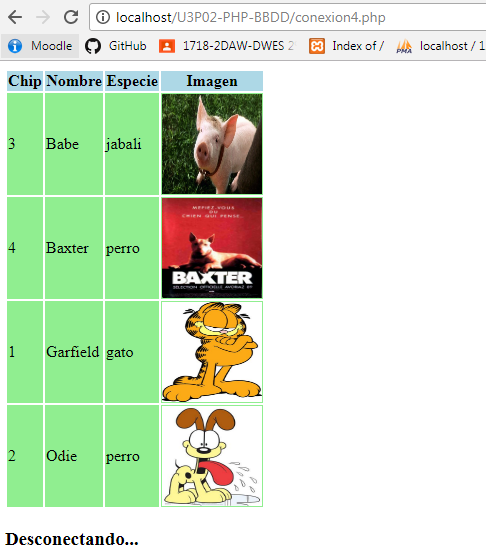 localhost/U3P02-PHP-BBDD/conexion4.php
Moodle GitHub 1718-2DAW-DWES 2 Index of / localhost / 1
Chip Nombre Especie Imagen
3 Babe jabali
4 Baxter perro
MEFIEZ-VOUS
DU
CHIEN QUI PENSE..
BAXTER
SELECTION OFFICIELLE AVORIAZ 89
1 Garfield gato
2 Odie perro
Desconectando...